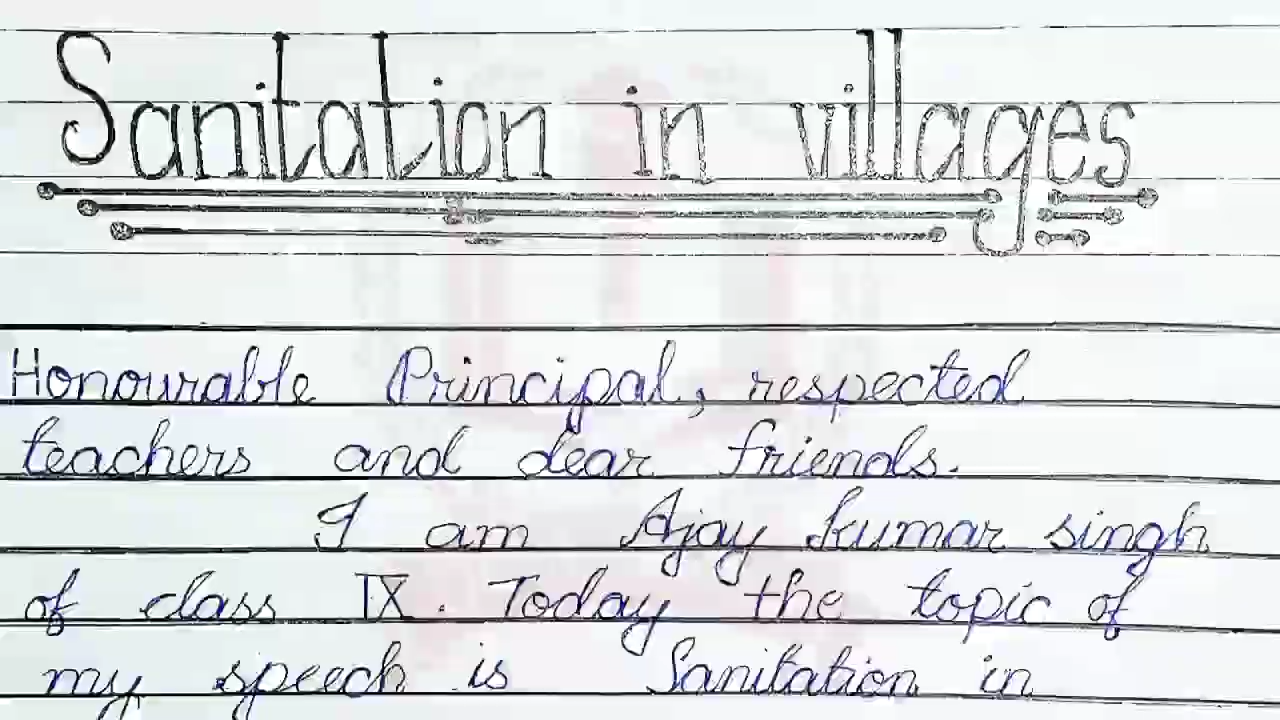 Sanitation in villages
Honourable Principal, respected
teachers and dear friends.
I am Ajay kumar singh
of class IX. Today the topic of
my speech is Sanitation in